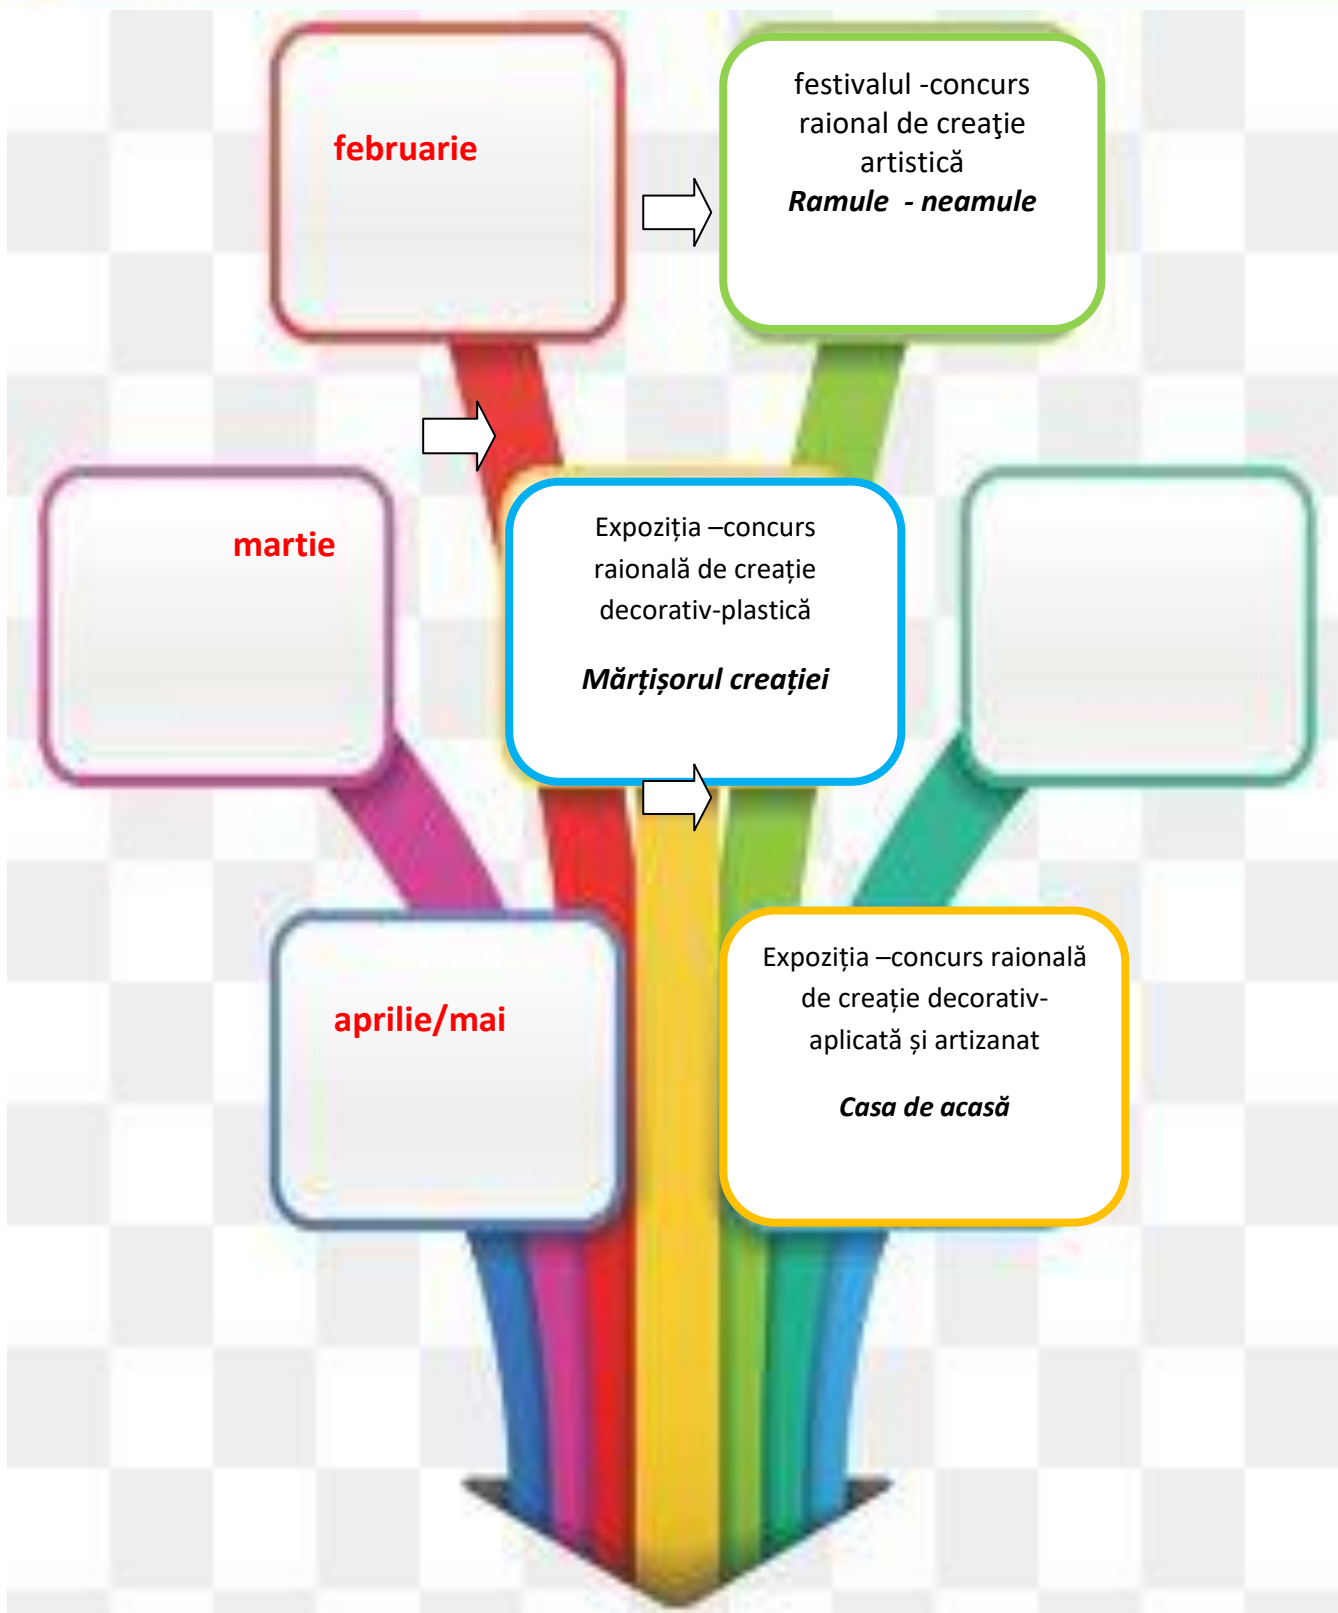 februarie
festivalul -concurs
raional de creaţie
artistică
Ramule - neamule
martie
Expoziția –concurs
raională de creație
decorativ-plastică
Mărțișorul creației
aprilie/mai
Expoziția –concurs raională
de creație decorativ-
aplicată și artizanat
Casa de acasă